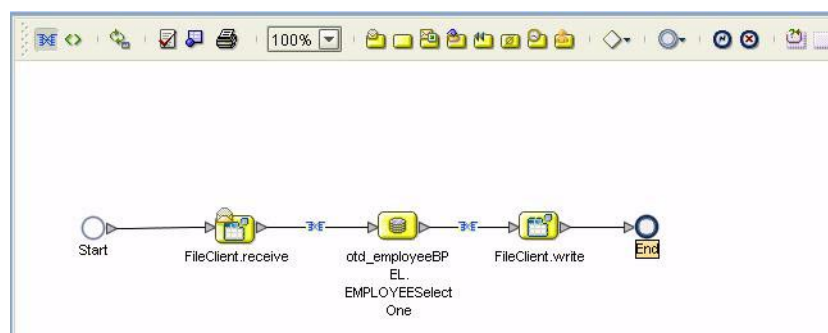 100%
Start
FileClient.receive
otd_employeeBP
EL.
EMPLOYEESelect
One
FileClient.write
End